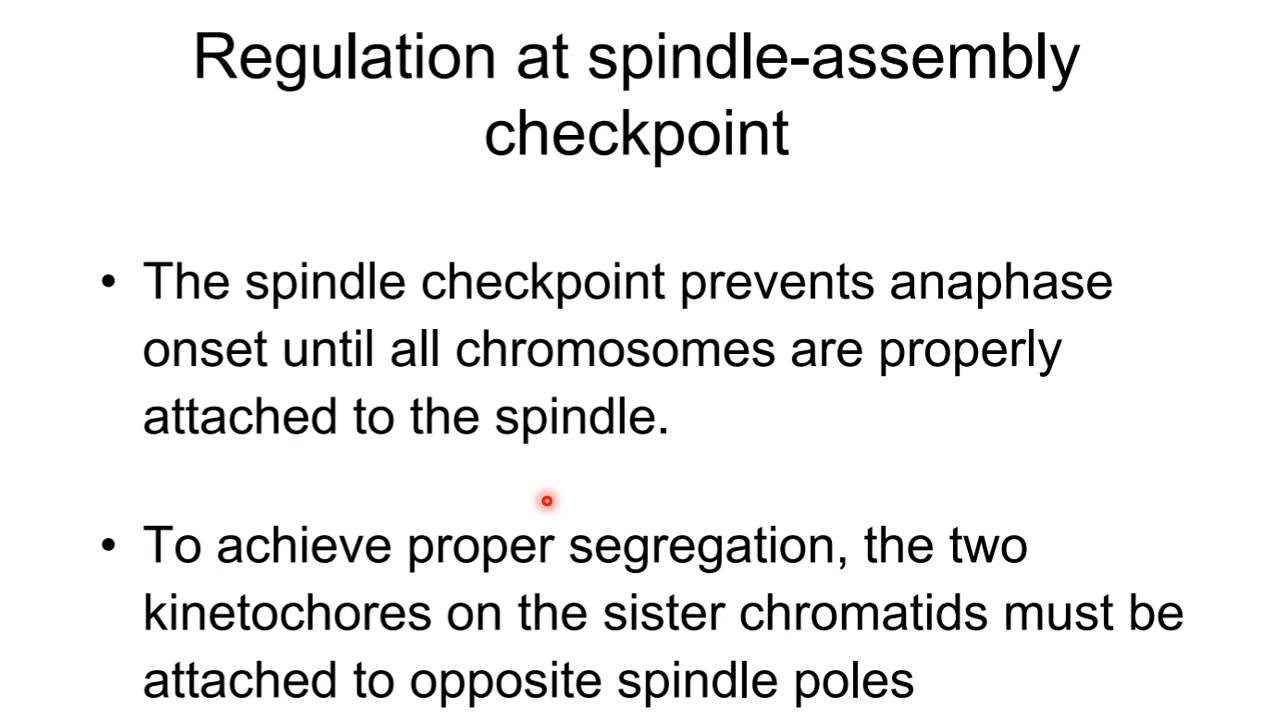 Regulation at spindle-assembly
checkpoint
• The spindle checkpoint prevents anaphase
onset until all chromosomes are properly
attached to the spindle.
• To achieve proper segregation, the two
kinetochores on the sister chromatids must be
attached to opposite spindle poles